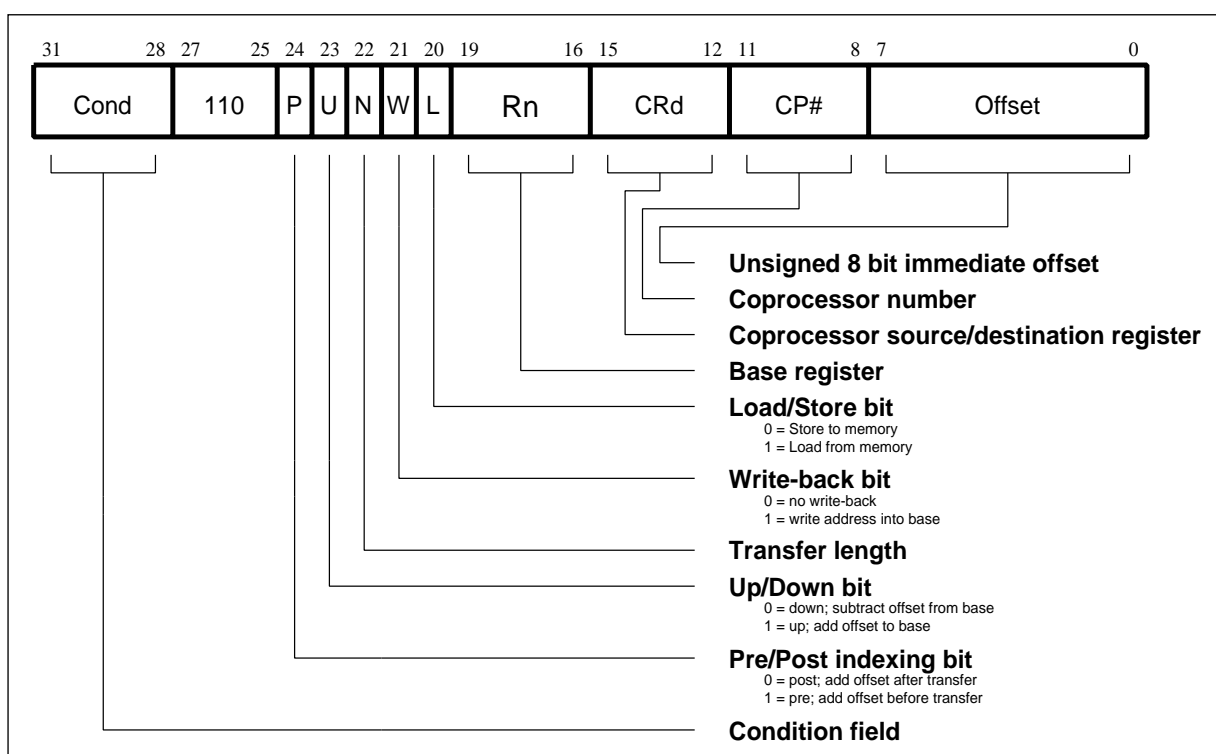 31 28 27 25 24 23 22 21 20 19 16 15 12 11 8 7 0
Cond 110 P U N W L Rn CRd CP# Offset
Unsigned 8 bit immediate offset
Coprocessor number
Coprocessor source/destination register
Base register
Load/Store bit
0 = Store to memory
1 = Load from memory
Write-back bit
0 = no write-back
1 = write address into base
Transfer length
Up/Down bit
0 = down; subtract offset from base
1 = up; add offset to base
Pre/Post indexing bit
0 = post; add offset after transfer
1 = pre; add offset before transfer
Condition field